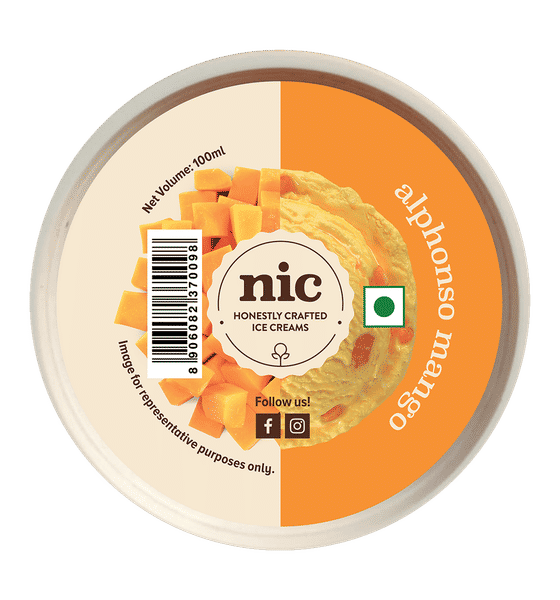 Net Volume: 100ml
alphonso mango
8 906082 370098
nic
HONESTLY CRAFTED
ICE CREAMS
Image for representative purposes only.
Follow us!